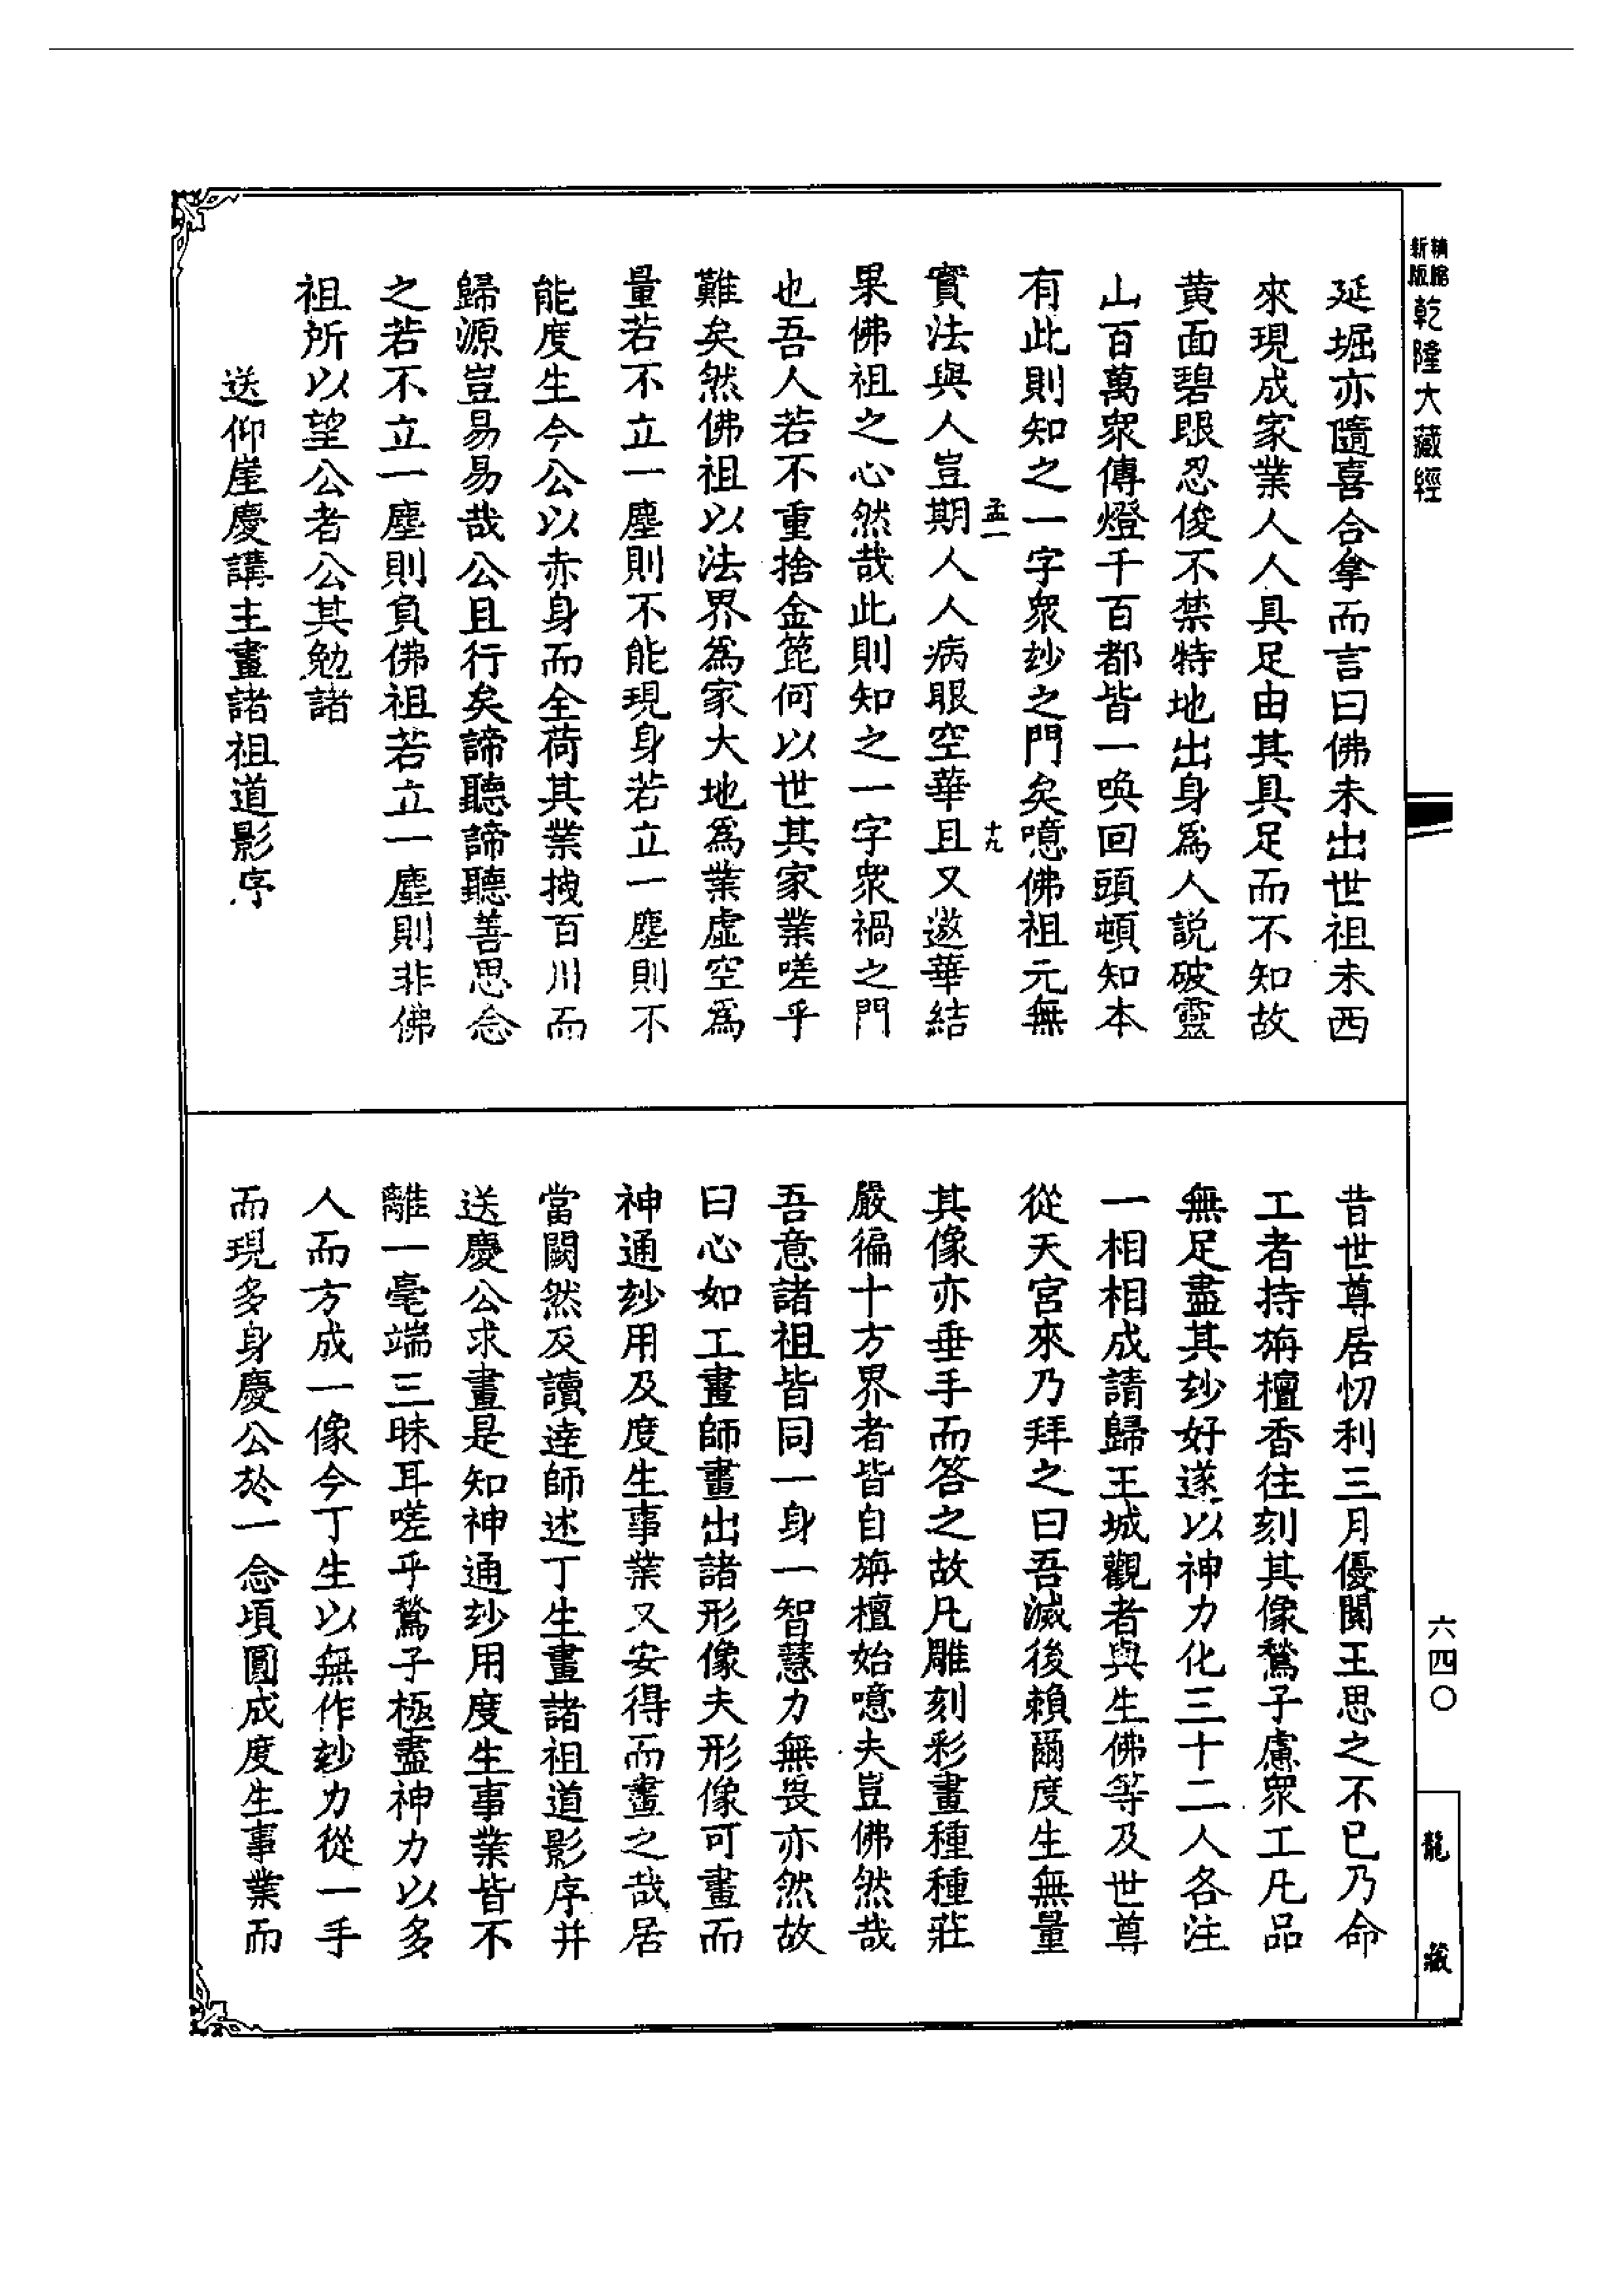 精縮新版乾隆大藏經
延堀亦隨喜合拿而言曰佛未出世祖未西
來現成家業人人具足由其具足而不知故
黃面碧眼忍俊不禁特地出身爲人説破靈
山百萬衆傳燈千百都皆一喚回頭頓知本
有此則知之一字衆玅之門矣噫佛祖元無
孟一 十九
實法與人豈期人人病眼空華且又邀華結
果佛祖之心然哉此則知之一字衆禍之門
也吾人若不重捨金箆何以世其家業嗟乎
難矣然佛祖以法界爲家大地爲業虛空爲
量若不立一塵則不能現身若立一塵則不
能度生今公以赤身而全荷其業拽百川而
歸源豈易易哉公且行矣諦聽諦聽善思念
之若不立一塵則負佛祖若立一塵則非佛
祖所以望公者公其勉諸
送仰崖慶講主畫諸祖道影序
昔世尊居忉利三月優闐王思之不已乃命
工者持旃檀香往刻其像鶖子慮衆工凡品
無足盡其玅好遂以神力化三十二人各注
一相相成請歸王城觀者與生佛等及世尊
從天宮來乃拜之曰吾滅後賴爾度生無量
其像亦垂手而答之故凡雕刻彩畫種種莊
嚴徧十方界者皆自旃檀始噫夫豈佛然哉
吾意諸祖皆同一身一智慧力無畏亦然故
曰心如工畫師畫出諸形像夫形像可畫而
神通玅用及度生事業又安得而畫之哉居
當闕然及讀逹師述丁生畫諸祖道影序并
送慶公求畫是知神通玅用度生事業皆不
離一毫端三昧耳嗟乎鶖子極盡神力以多
人而方成一像今丁生以無作玅力從一手
而現多身慶公於一念頃圓成度生事業而
六四〇
龍藏